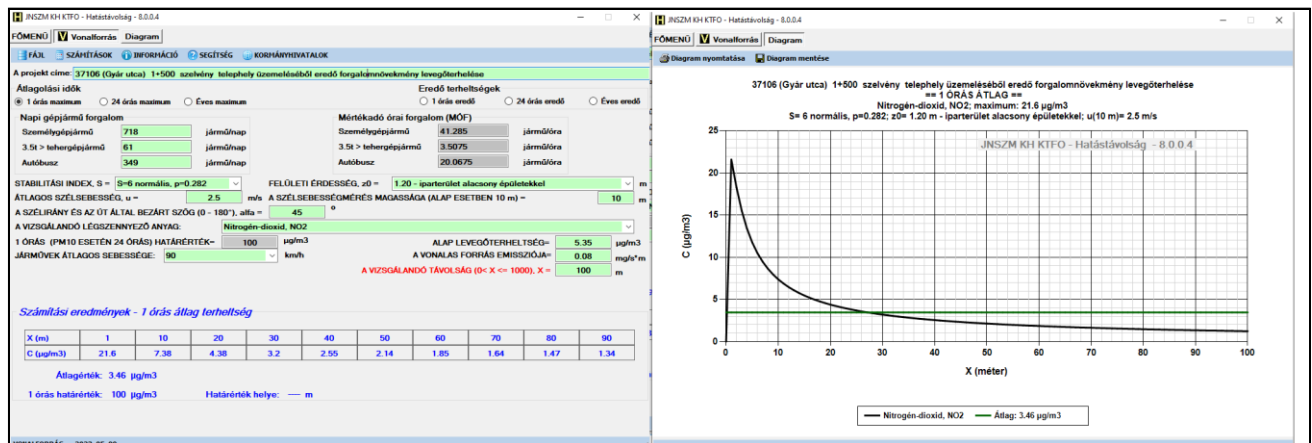 JNSZM KH KTFO - Hatástávolság - 8.0.0.4
FŐMENÜ Vonalforrás Diagram
FÁJL SZÁMÍTÁSOK INFORMÁCIÓ SEGÍTSÉG KORMÁNYHIVATALOK
A projekt címe: 37106 (Gyár utca) 1+500 szelvény telephely üzemeléséből eredő forgalomnövekmény levegőterhelése
Átlagolási idők Eredő terheltségek
1 órás maximum 24 órás maximum Éves maximum 1 órás eredő 24 órás eredő Éves eredő
Napi gépjármű forgalom Mértékadó órai forgalom (MÓF)
Személygépjármű 718 jármű/nap Személygépjármű 41.285 jármű/óra
3.5t > tehergépjármű 61 jármű/nap 3.5t > tehergépjármű 3.5075 jármű/óra
Autóbusz 349 jármű/nap Autóbusz 20.0675 jármű/óra
STABILITÁSI INDEX, S = S=6 normális, p=0.282 FELÜLETI ÉRDESSÉG, z0 = 1.20 - iparterület alacsony épületekkel m
ÁTLAGOS SZÉLSEBESSÉG, u = 2.5 m/s A SZÉLSEBESSÉGMÉRÉS MAGASSÁGA (ALAP ESETBEN 10 m) = 10 m
A SZÉLIRÁNY ÉS AZ ÚT ÁLTAL BEZÁRT SZÖG (0 - 180°), alfa = 45 o
A VIZSGÁLANDÓ LÉGSZENNYEZŐ ANYAG: Nitrogén-dioxid, NO2
1 ÓRÁS (PM10 ESETÉN 24 ÓRÁS) HATÁRÉRTÉK= 100 µg/m3 ALAP LEVEGŐTERHELTSÉG= 5.35 µg/m3
JÁRMŰVEK ÁTLAGOS SEBESSÉGE: 90 km/h A VONALAS FORRÁS EMISSZIÓJA= 0.08 mg/s*m
A VIZSGÁLANDÓ TÁVOLSÁG (0< X <= 1000), X = 100 m
Számítási eredmények - 1 órás átlag terheltség
X (m) 1 10 20 30 40 50 60 70 80 90
C (µg/m3) 21.6 7.38 4.38 3.2 2.55 2.14 1.85 1.64 1.47 1.34
Átlagérték: 3.46 µg/m3
1 órás határérték: 100 µg/m3 Határérték helye: --- m
JNSZM KH KTFO - Hatástávolság - 8.0.0.4
FŐMENÜ Vonalforrás Diagram
Diagram nyomtatása Diagram mentése
37106 (Gyár utca) 1+500 szelvény telephely üzemeléséből eredő forgalomnövekmény levegőterhelése
== 1 ÓRÁS ÁTLAG ==
Nitrogén-dioxid, NO2; maximum: 21.6 µg/m3
S= 6 normális, p=0.282; z0= 1.20 m - iparterület alacsony épületekkel; u(10 m)= 2.5 m/s
JNSZM KH KTFO - Hatástávolság - 8.0.0.4
25
20
15
10
5
0
C (µg/m3)
0 10 20 30 40 50 60 70 80 90 100
X (méter)
Nitrogén-dioxid, NO2 Átlag: 3.46 µg/m3